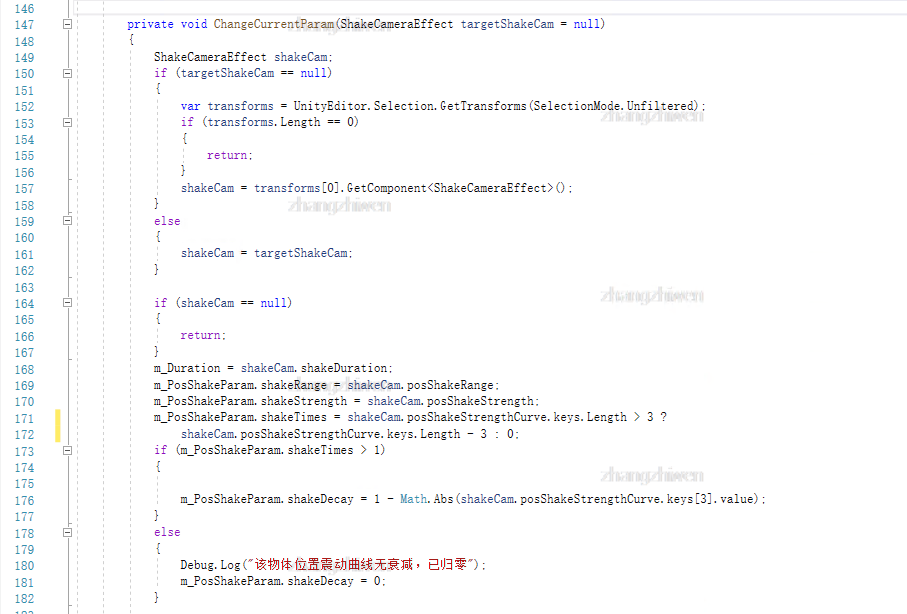 146
147 private void ChangeCurrentParam(ShakeCameraEffect targetShakeCam = null)
148 {
149 ShakeCameraEffect shakeCam;
150 if (targetShakeCam == null)
151 {
152 var transforms = UnityEditor.Selection.GetTransforms(SelectionMode.Unfiltered);
153 if (transforms.Length == 0)
154 {
155 return;
156 }
157 shakeCam = transforms[0].GetComponent<ShakeCameraEffect>();
158 }
159 else
160 {
161 shakeCam = targetShakeCam;
162 }
163
164 if (shakeCam == null)
165 {
166 return;
167 }
168 m_Duration = shakeCam.shakeDuration;
169 m_PosShakeParam.shakeRange = shakeCam.posShakeRange;
170 m_PosShakeParam.shakeStrength = shakeCam.posShakeStrength;
171 m_PosShakeParam.shakeTimes = shakeCam.posShakeStrengthCurve.keys.Length > 3 ?
172 shakeCam.posShakeStrengthCurve.keys.Length - 3 : 0;
173 if (m_PosShakeParam.shakeTimes > 1)
174 {
175
176 m_PosShakeParam.shakeDecay = 1 - Math.Abs(shakeCam.posShakeStrengthCurve.keys[3].value);
177 }
178 else
179 {
180 Debug.Log("该物体位置震动曲线无衰减，已归零");
181 m_PosShakeParam.shakeDecay = 0;
182 }
zhangzhiwen
zhangzhiwen
zhangzhiwen
zhangzhiwen
zhangzhiwen
zhangzhiwen